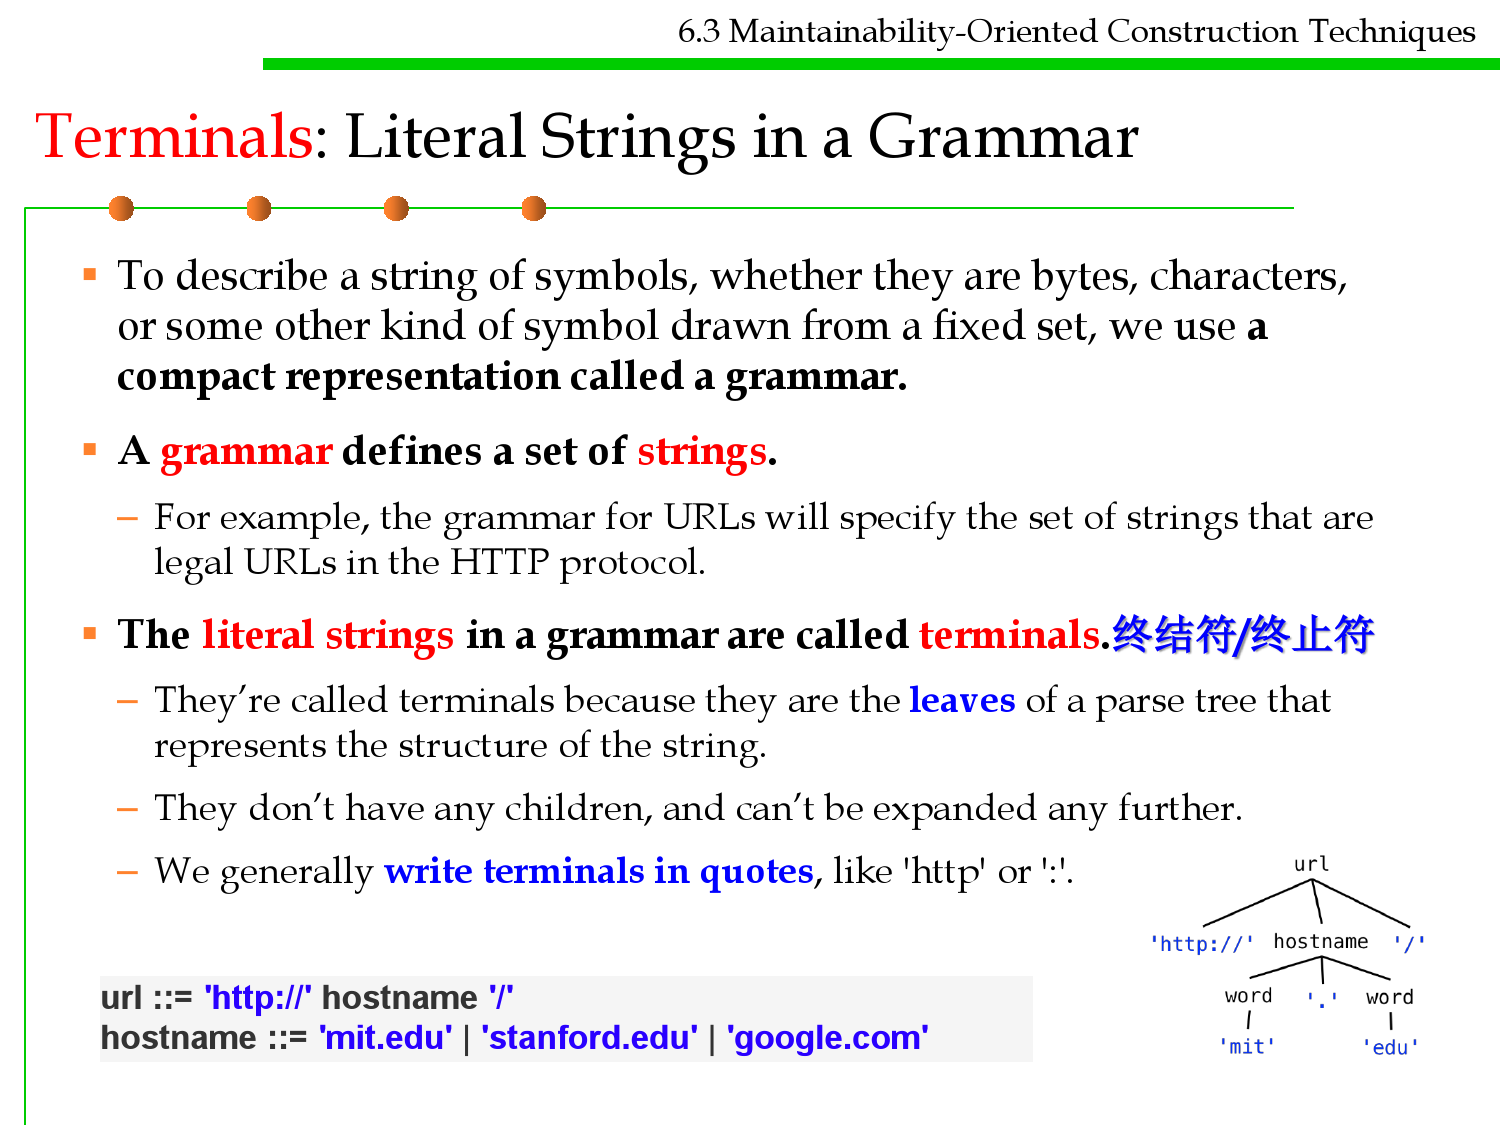 6.3 Maintainability-Oriented Construction Techniques
Terminals: Literal Strings in a Grammar
▪ To describe a string of symbols, whether they are bytes, characters,
or some other kind of symbol drawn from a fixed set, we use a
compact representation called a grammar.
▪ A grammar defines a set of strings.
– For example, the grammar for URLs will specify the set of strings that are
legal URLs in the HTTP protocol.
▪ The literal strings in a grammar are called terminals.终结符/终止符
– They’re called terminals because they are the leaves of a parse tree that
represents the structure of the string.
– They don’t have any children, and can’t be expanded any further.
– We generally write terminals in quotes, like 'http' or ':'.
url ::= 'http://' hostname '/'
hostname ::= 'mit.edu' | 'stanford.edu' | 'google.com'
url
'http://' hostname '/'
word '.' word
'mit' 'edu'